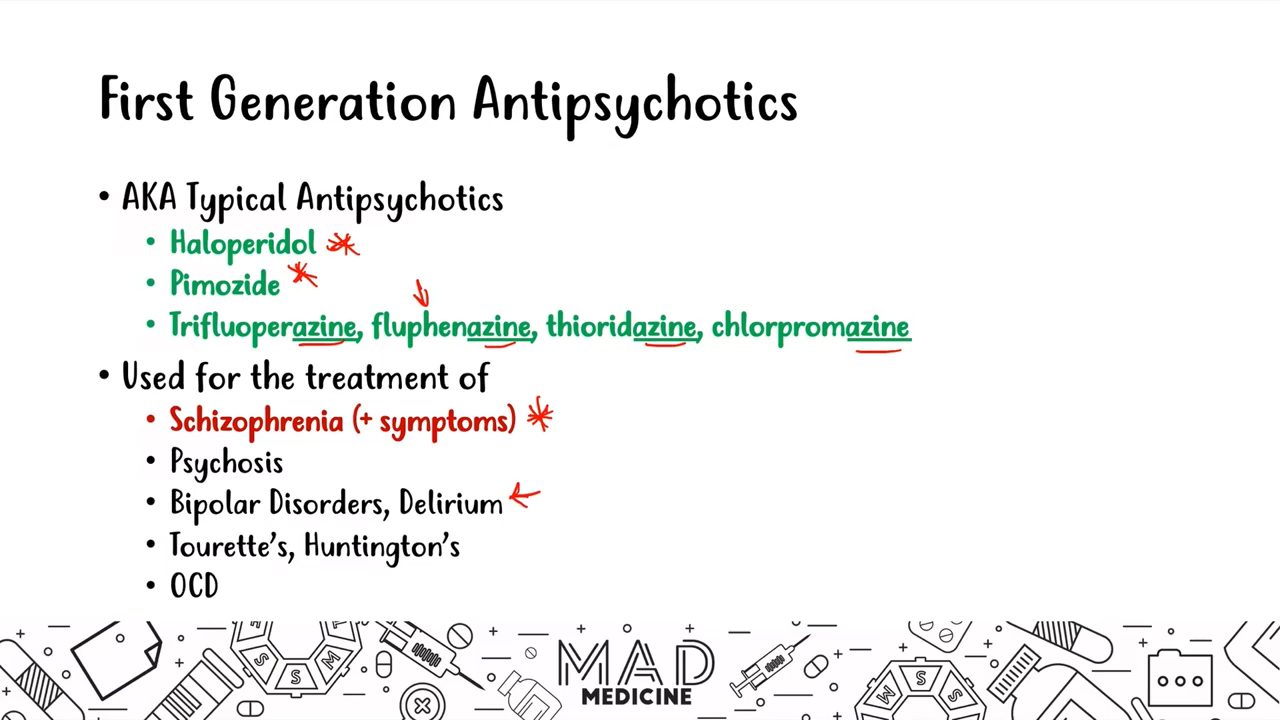 First Generation Antipsychotics
• AKA Typical Antipsychotics
• Haloperidol
• Pimozide
• Trifluoperazine, fluphenazine, thioridazine, chlorpromazine
• Used for the treatment of
• Schizophrenia (+ symptoms)
• Psychosis
• Bipolar Disorders, Delirium
• Tourette's, Huntington's
• OCD
MAD
MEDICINE